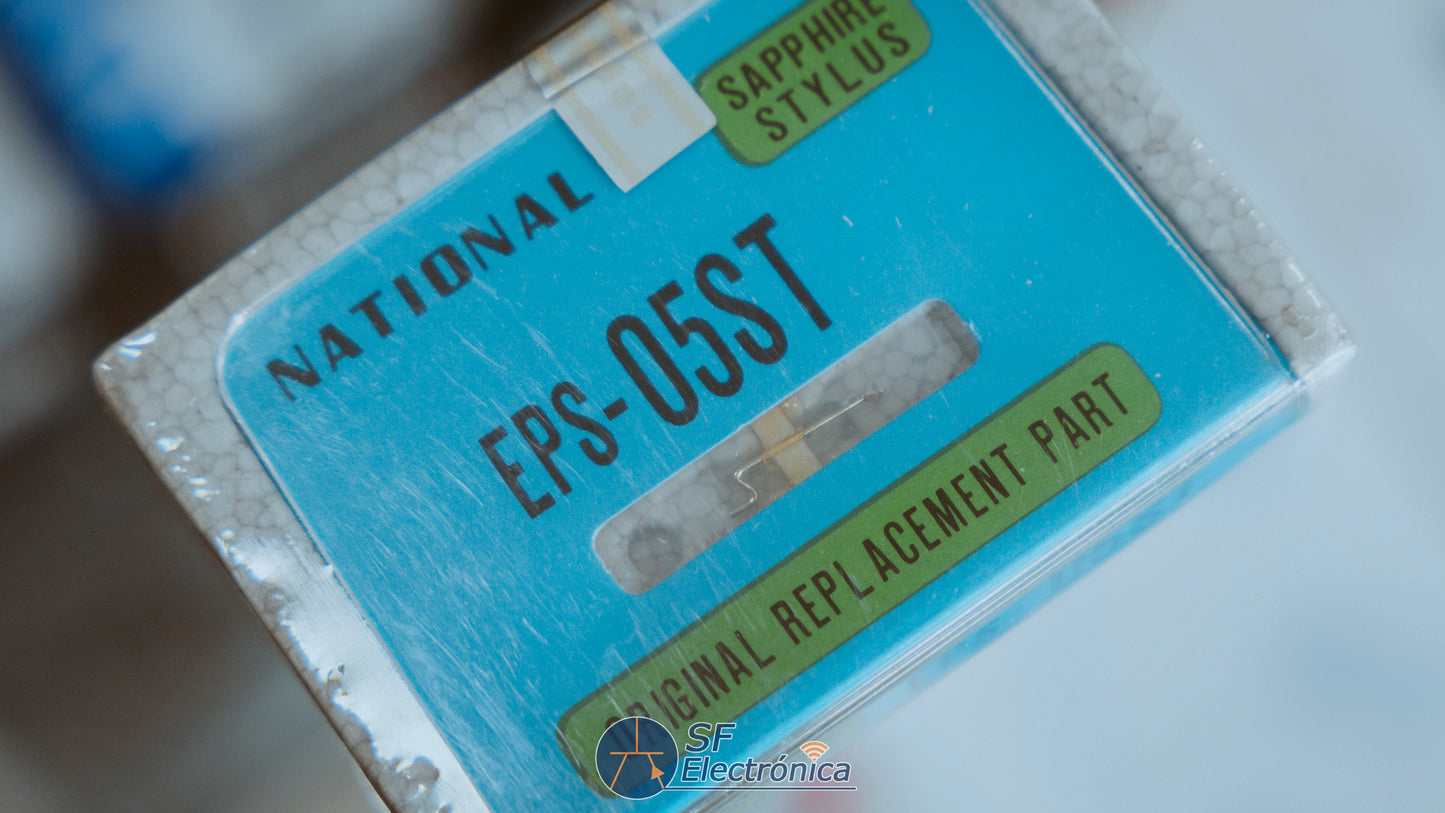 SAPPHIRE
STYLUS
NATIONAL
EPS-05ST
ORIGINAL REPLACEMENT PART
SF
Electrónica